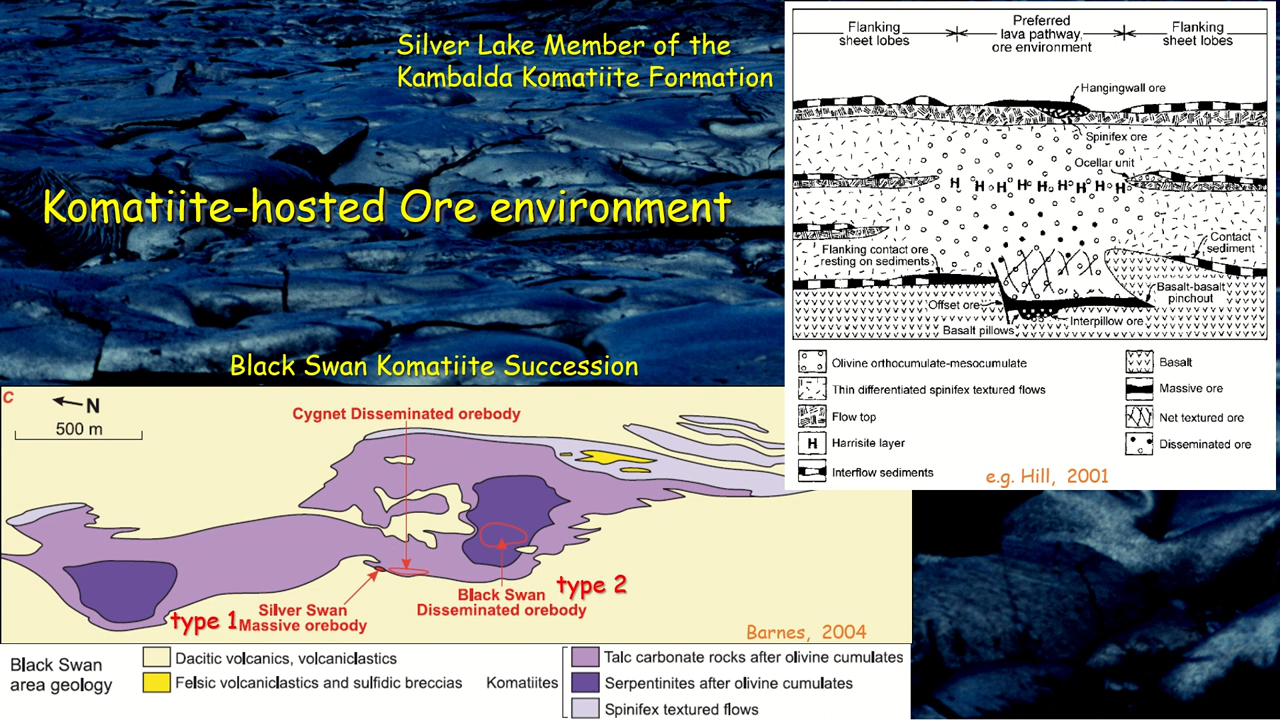 Silver Lake Member of the
Kambalda Komatiite Formation
Komatiite-hosted Ore environment
Black Swan Komatiite Succession
Flanking
sheet lobes
Preferred
lava pathway,
ore environment
Flanking
sheet lobes
Hangingwall ore
Spinifex ore
Ocellar unit
H H H H H H H H H
Contact
sediment
Flanking contact ore
resting on sediments
Basalt-basalt
pinchout
Offset ore
Interpillow ore
Basalt pillows
Olivine orthocumulate-mesocumulate
Thin differentiated spinifex textured flows
Flow top
H Harrisite layer
Interflow sediments
Basalt
Massive ore
Net textured ore
Disseminated ore
e.g. Hill, 2001
C
N
500 m
Cygnet Disseminated orebody
type 1
Silver Swan
Massive orebody
Black Swan
Disseminated orebody
type 2
Barnes, 2004
Black Swan
area geology
Dacitic volcanics, volcaniclastics
Felsic volcaniclastics and sulfidic breccias
Komatiites
Talc carbonate rocks after olivine cumulates
Serpentinites after olivine cumulates
Spinifex textured flows